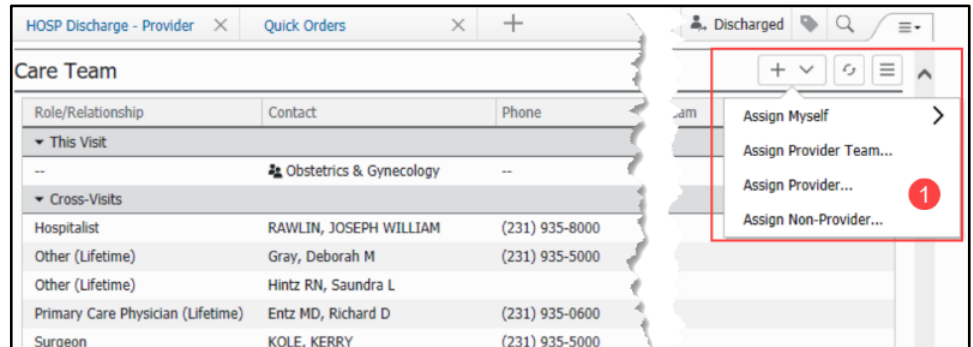 HOSP Discharge - Provider Quick Orders Discharged
Care Team
Role/Relationship Contact Phone am
This Visit
-- Obstetrics & Gynecology --
Cross-Visits
Hospitalist RAWLIN, JOSEPH WILLIAM (231) 935-8000
Other (Lifetime) Gray, Deborah M (231) 935-5000
Other (Lifetime) Hintz RN, Saundra L
Primary Care Physician (Lifetime) Entz MD, Richard D (231) 935-0600
Surgeon KOLE, KERRY (231) 935-5000
Assign Myself
Assign Provider Team...
Assign Provider...
Assign Non-Provider...
1